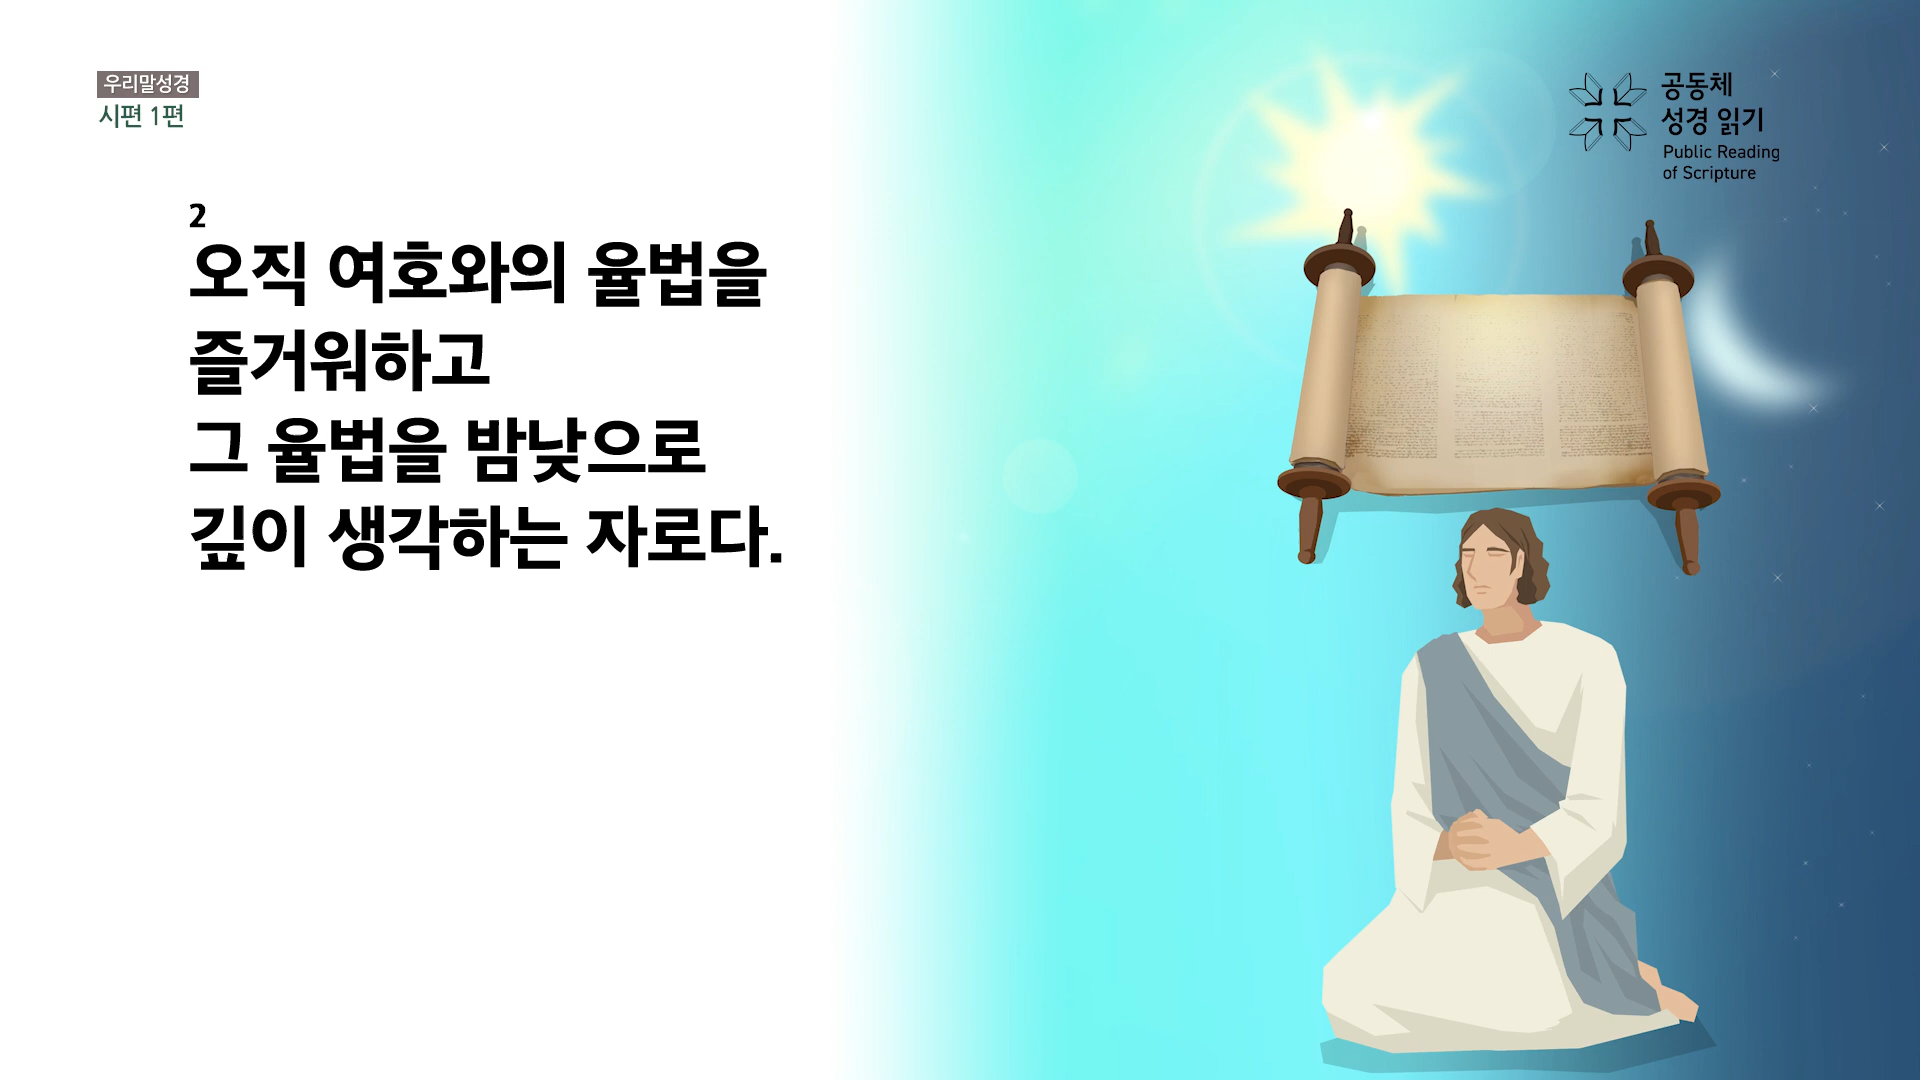 우리말성경
시편 1편
공동체
성경 읽기
Public Reading
of Scripture
2
오직 여호와의 율법을
즐거워하고
그 율법을 밤낮으로
깊이 생각하는 자로다.